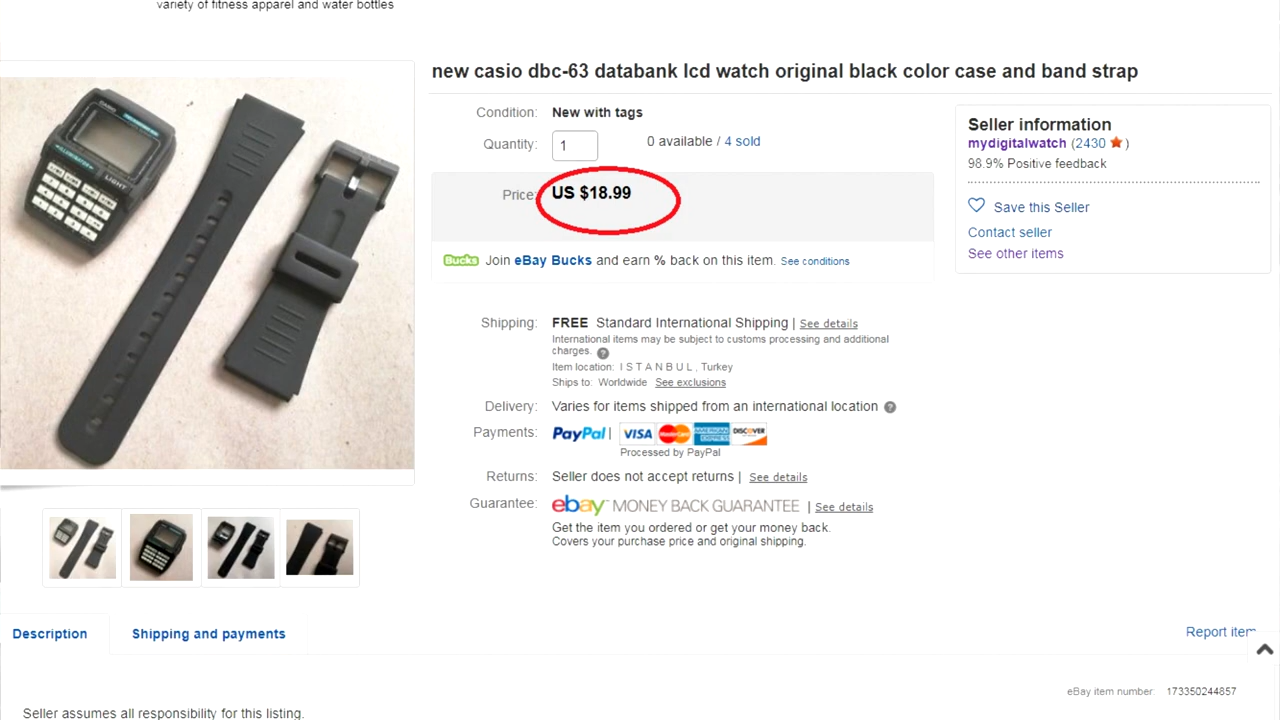 variety of fitness apparel and water bottles
new casio dbc-63 databank lcd watch original black color case and band strap
Condition: New with tags
Quantity: 1 0 available / 4 sold
Price: US $18.99
Bucks Join eBay Bucks and earn % back on this item. See conditions
Shipping: FREE Standard International Shipping | See details
International items may be subject to customs processing and additional
charges. ?
Item location: I S T A N B U L , Turkey
Ships to: Worldwide See exclusions
Delivery: Varies for items shipped from an international location ?
Payments: PayPal | VISA MasterCard AMERICAN EXPRESS DISCOVER
Processed by PayPal
Returns: Seller does not accept returns | See details
Guarantee: ebay MONEY BACK GUARANTEE | See details
Get the item you ordered or get your money back.
Covers your purchase price and original shipping.
Seller information
mydigitalwatch (2430 )
98.9% Positive feedback
Save this Seller
Contact seller
See other items
CASIO
ILLUMINATOR
LIGHT
Description
Shipping and payments
Report item
eBay item number: 173350244857
Seller assumes all responsibility for this listing.